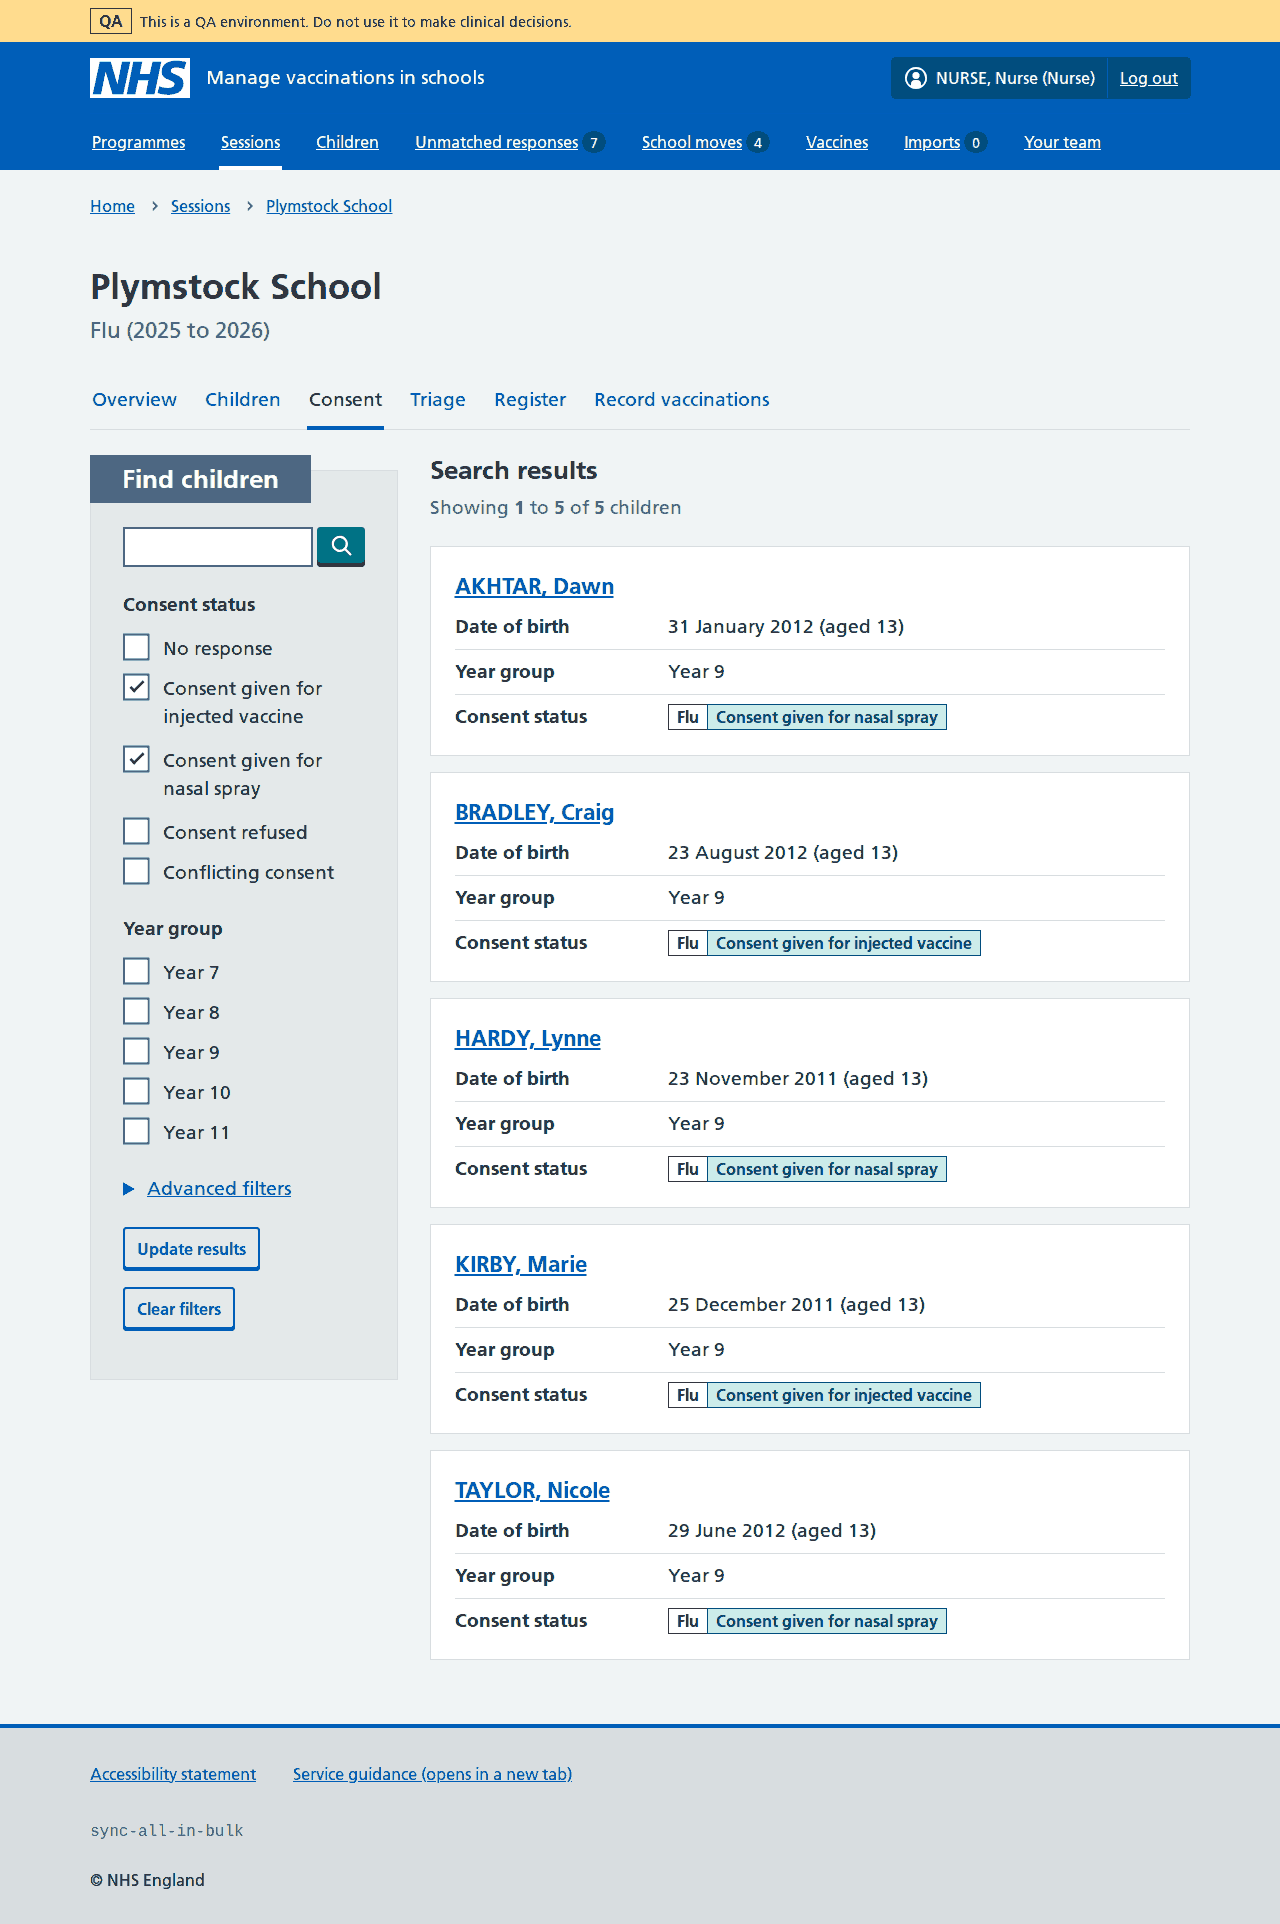 QA This is a QA environment. Do not use it to make clinical decisions.
NHS Manage vaccinations in schools NURSE, Nurse (Nurse) Log out
Programmes Sessions Children Unmatched responses 7 School moves 4 Vaccines Imports 0 Your team
Home Sessions Plymstock School
Plymstock School
Flu (2025 to 2026)
Overview Children Consent Triage Register Record vaccinations
Find children
Consent status
No response
Consent given for
injected vaccine
Consent given for
nasal spray
Consent refused
Conflicting consent
Year group
Year 7
Year 8
Year 9
Year 10
Year 11
Advanced filters
Update results
Clear filters
Search results
Showing 1 to 5 of 5 children
AKHTAR, Dawn
Date of birth 31 January 2012 (aged 13)
Year group Year 9
Consent status Flu Consent given for nasal spray
BRADLEY, Craig
Date of birth 23 August 2012 (aged 13)
Year group Year 9
Consent status Flu Consent given for injected vaccine
HARDY, Lynne
Date of birth 23 November 2011 (aged 13)
Year group Year 9
Consent status Flu Consent given for nasal spray
KIRBY, Marie
Date of birth 25 December 2011 (aged 13)
Year group Year 9
Consent status Flu Consent given for injected vaccine
TAYLOR, Nicole
Date of birth 29 June 2012 (aged 13)
Year group Year 9
Consent status Flu Consent given for nasal spray
Accessibility statement Service guidance (opens in a new tab)
sync-all-in-bulk
© NHS England